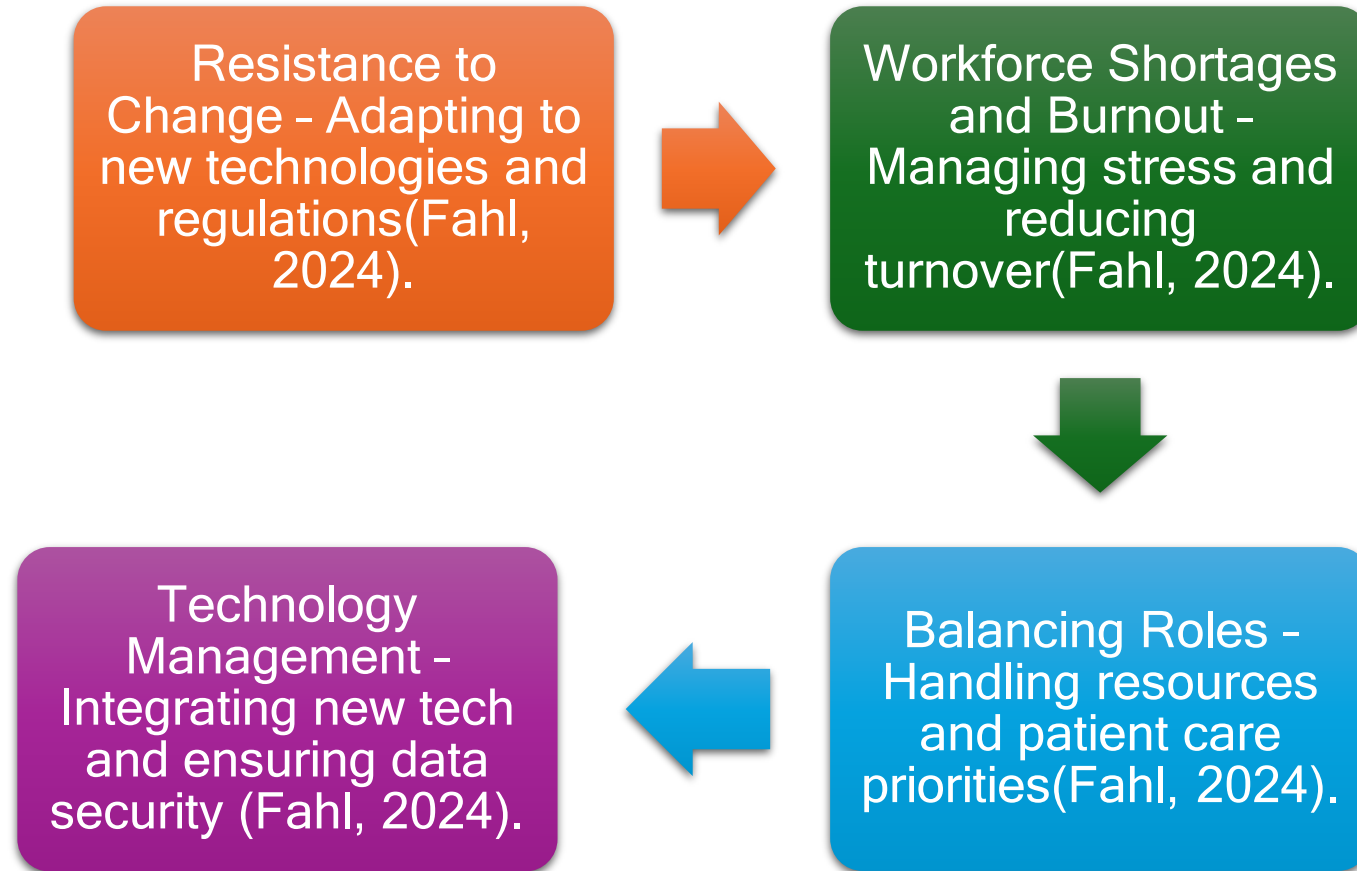 Resistance to
Change – Adapting to
new technologies and
regulations(Fahl,
2024).
Workforce Shortages
and Burnout –
Managing stress and
reducing
turnover(Fahl, 2024).
Balancing Roles –
Handling resources
and patient care
priorities(Fahl, 2024).
Technology
Management –
Integrating new tech
and ensuring data
security (Fahl, 2024).